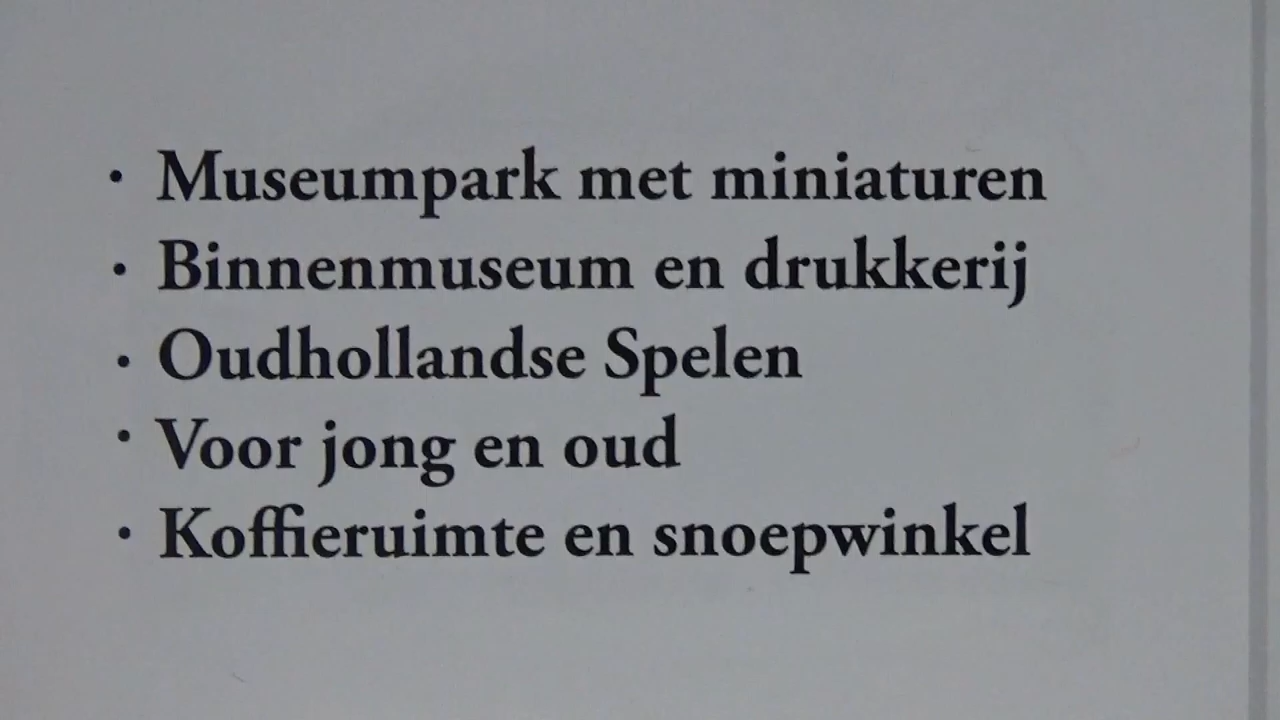 · Museumpark met miniaturen
· Binnenmuseum en drukkerij
· Oudhollandse Spelen
· Voor jong en oud
· Koffieruimte en snoepwinkel